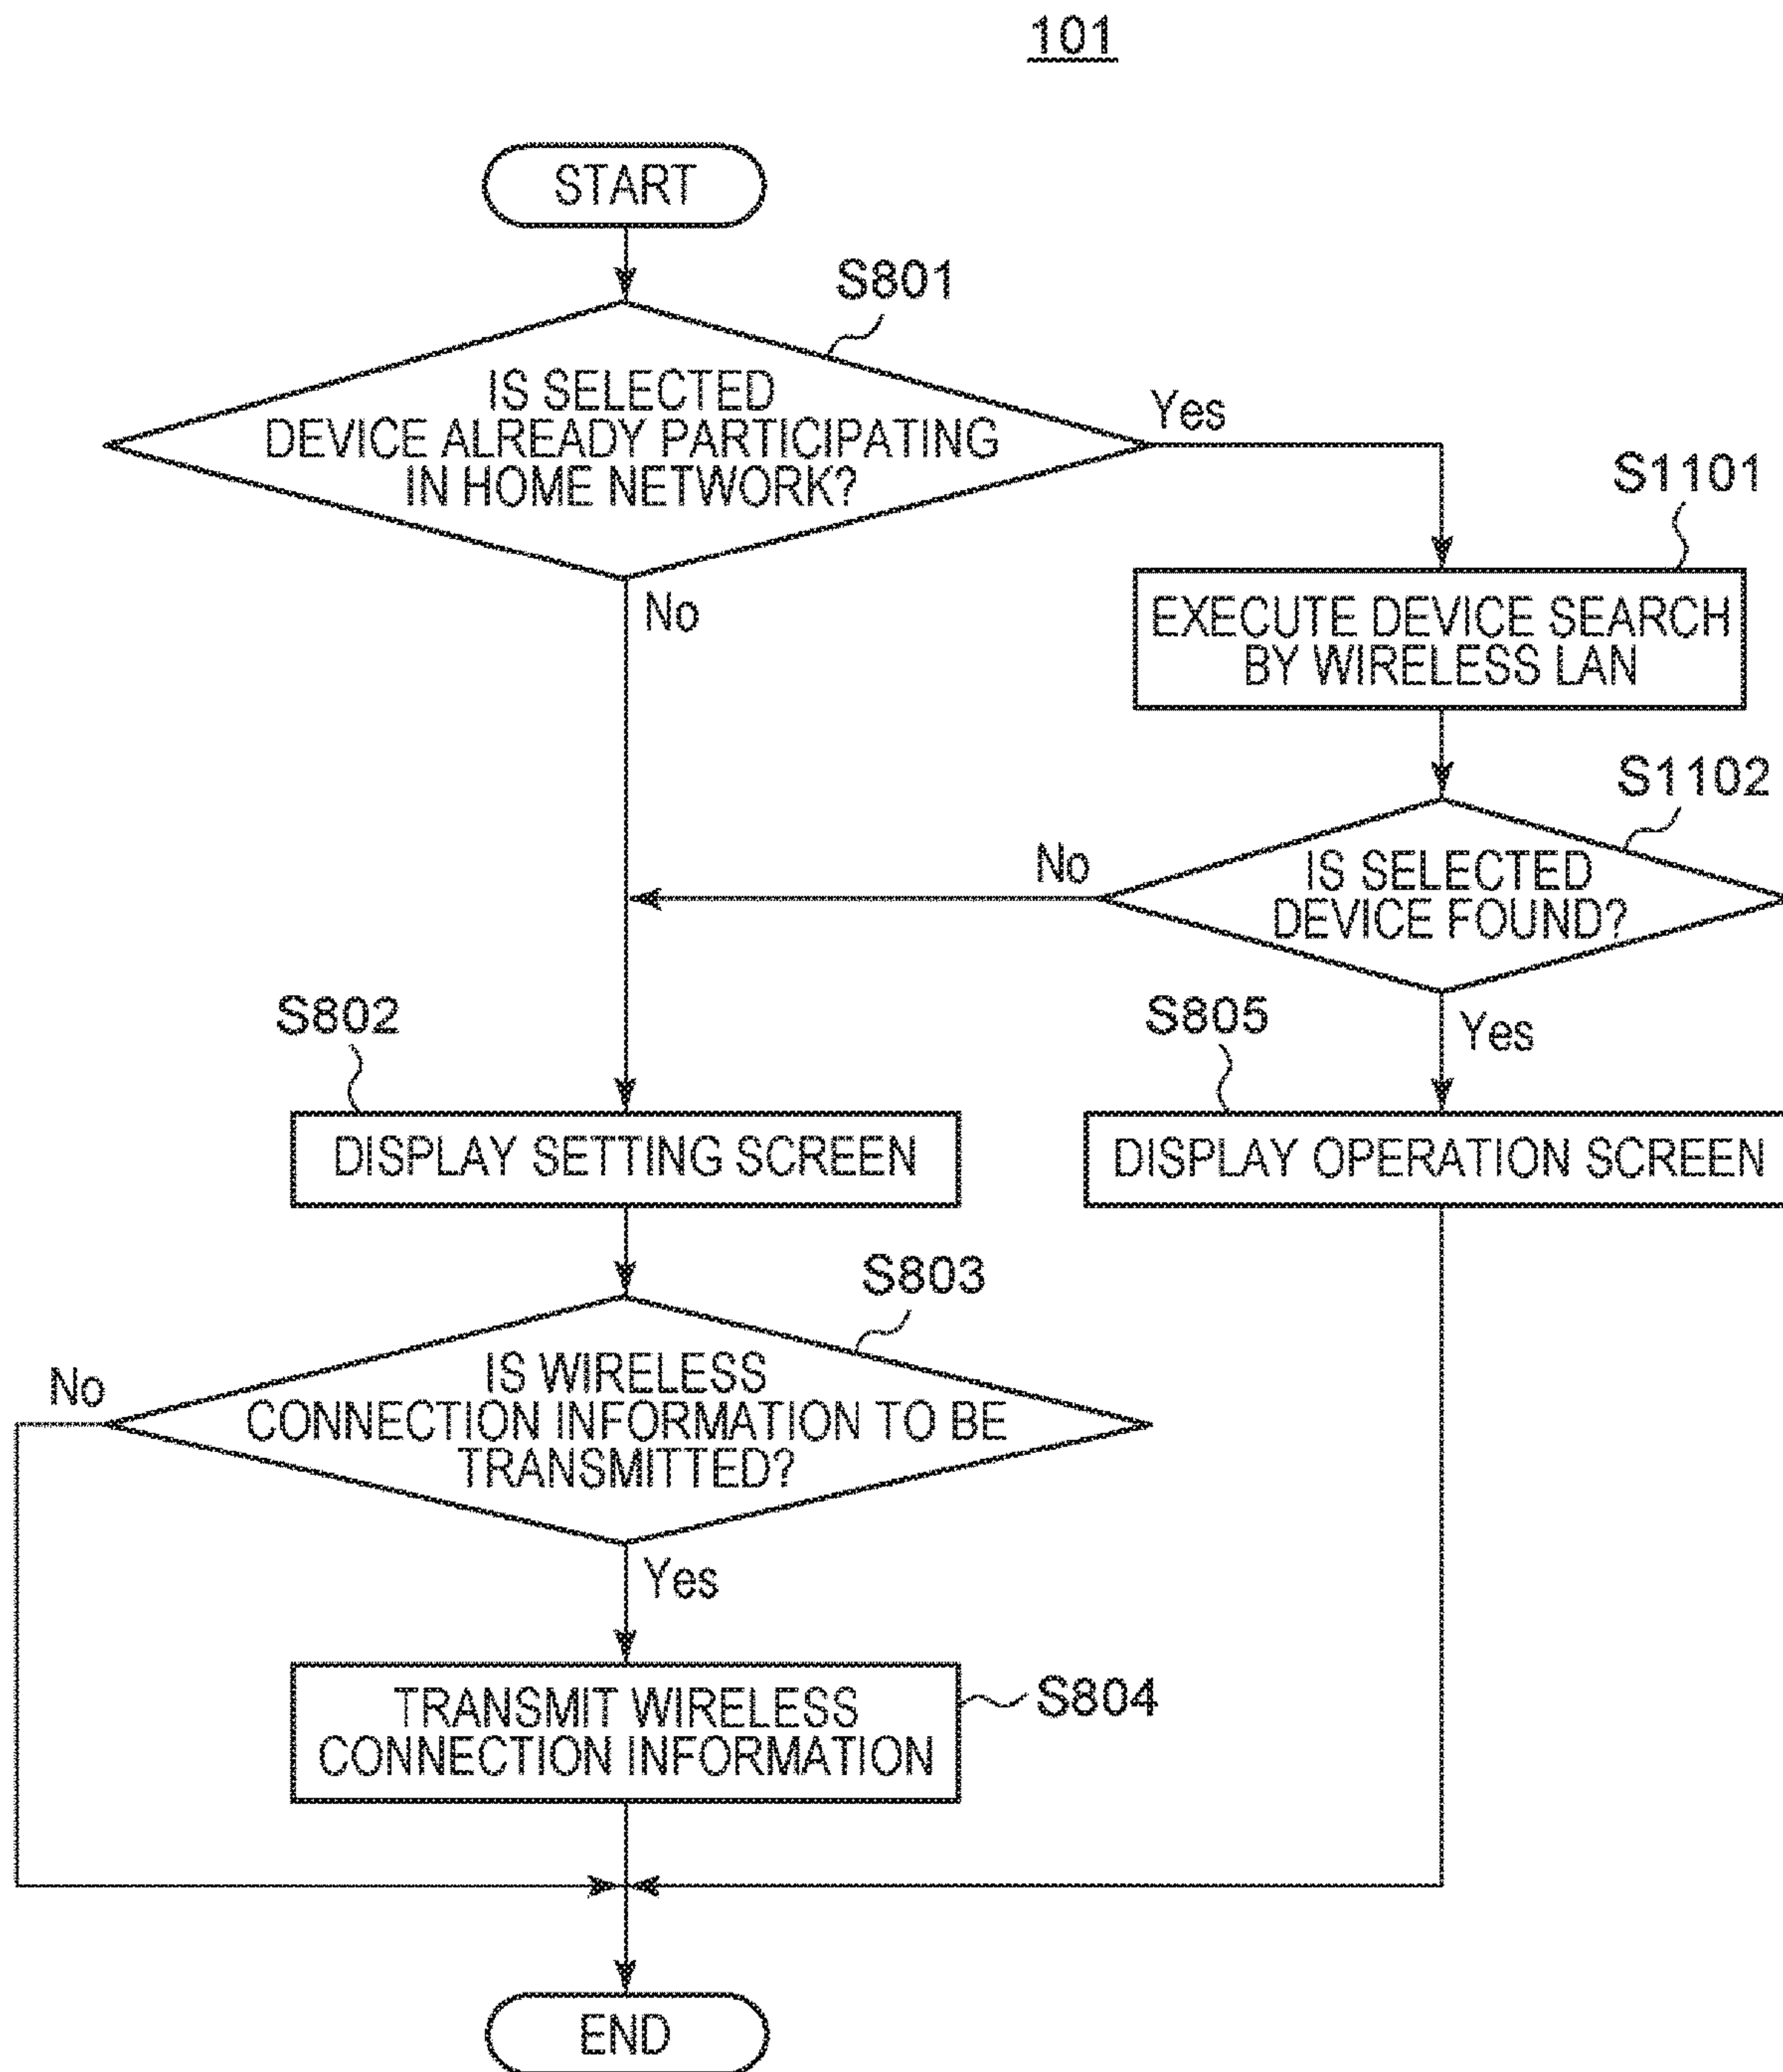 101
START
S801
IS SELECTED
DEVICE ALREADY PARTICIPATING
IN HOME NETWORK?
Yes
No
S1101
EXECUTE DEVICE SEARCH
BY WIRELESS LAN
S1102
No
IS SELECTED
DEVICE FOUND?
Yes
S802
DISPLAY SETTING SCREEN
S805
DISPLAY OPERATION SCREEN
S803
No
IS WIRELESS
CONNECTION INFORMATION TO BE
TRANSMITTED?
Yes
TRANSMIT WIRELESS
CONNECTION INFORMATION
S804
END